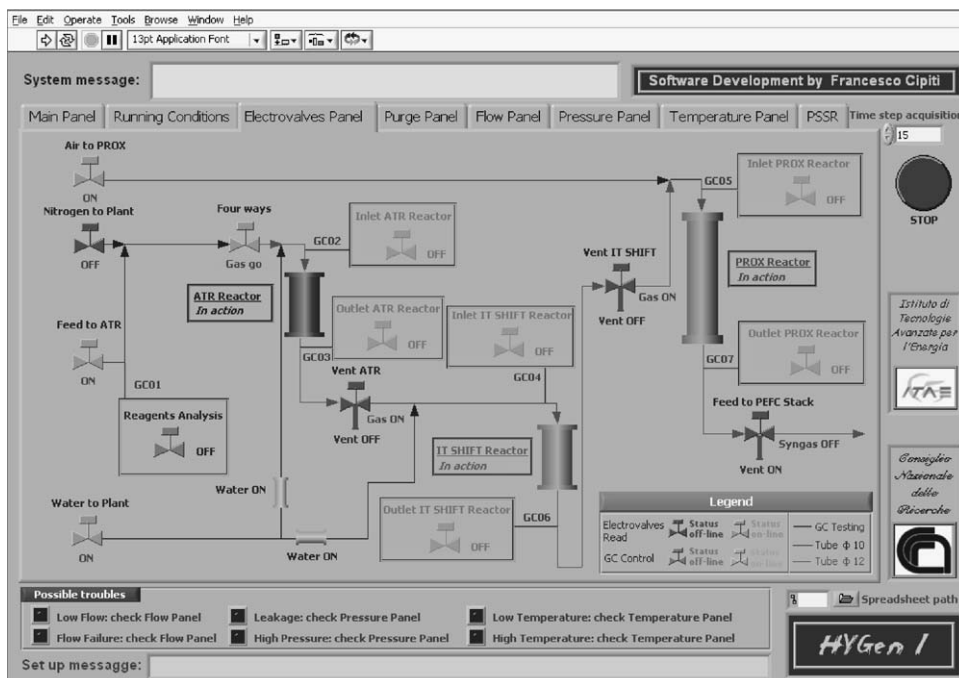 File Edit Operate Tools Browse Window Help
13pt Application Font
System message:
Software Development by Francesco Cipiti
Main Panel Running Conditions Electrovalves Panel Purge Panel Flow Panel Pressure Panel Temperature Panel PSSR
Time step acquisition
15
STOP
Air to PROX
ON
Nitrogen to Plant
OFF
Four ways
Gas go
GC02
Inlet ATR Reactor
OFF
ATR Reactor
In action
Feed to ATR
ON
GC01
Reagents Analysis
OFF
Outlet ATR Reactor
OFF
GC03
Vent ATR
Gas ON
Vent OFF
Inlet IT SHIFT Reactor
OFF
GC04
IT SHIFT Reactor
In action
Water ON
Water to Plant
ON
Water ON
Outlet IT SHIFT Reactor
OFF
GC06
Vent IT SHIFT
Gas ON
Vent OFF
GC05
Inlet PROX Reactor
OFF
PROX Reactor
In action
Outlet PROX Reactor
OFF
GC07
Feed to PEFC Stack
Syngas OFF
Vent ON
Legend
Electrovalves Read
Status off-line
Status on-line
GC Control
Status off-line
Status on-line
GC Testing
Tube Φ 10
Tube Φ 12
Istituto di
Tecnologie
Avanzate per
l'Energia
ITAE
Consiglio
Nazionale
delle
Ricerche
Possible troubles
Low Flow: check Flow Panel
Leakage: check Pressure Panel
Low Temperature: check Temperature Panel
Flow Failure: check Flow Panel
High Pressure: check Pressure Panel
High Temperature: check Temperature Panel
Spreadsheet path
Set up messagge:
HYGen I